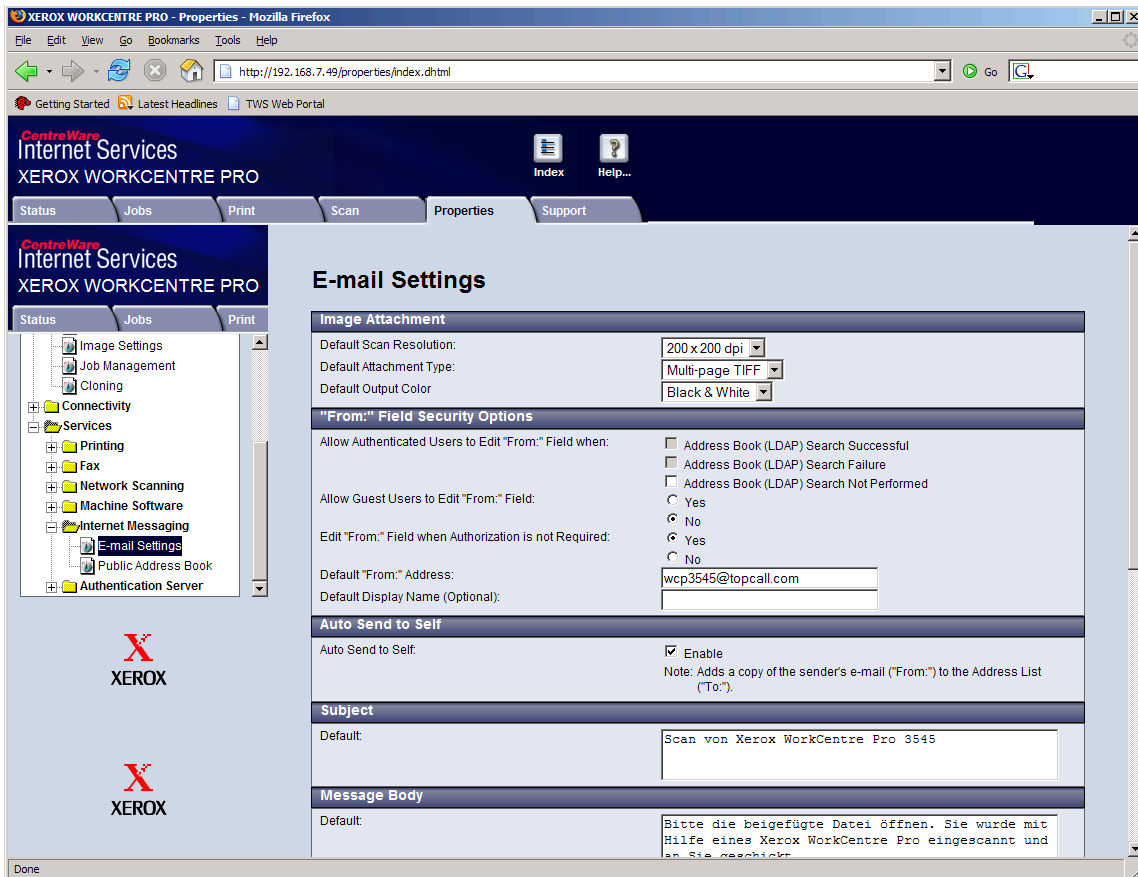 XEROX WORKCENTRE PRO - Properties - Mozilla Firefox
File Edit View Go Bookmarks Tools Help
http://192.168.7.49/properties/index.dhtml Go G
Getting Started Latest Headlines TWS Web Portal
CentreWare
Internet Services
XEROX WORKCENTRE PRO
Index Help...
Status Jobs Print Scan Properties Support
CentreWare
Internet Services
XEROX WORKCENTRE PRO
Status Jobs Print
Image Settings
Job Management
Cloning
Connectivity
Services
Printing
Fax
Network Scanning
Machine Software
Internet Messaging
E-mail Settings
Public Address Book
Authentication Server
X
XEROX
X
XEROX
E-mail Settings
Image Attachment
Default Scan Resolution: 200 x 200 dpi
Default Attachment Type: Multi-page TIFF
Default Output Color Black & White
"From:" Field Security Options
Allow Authenticated Users to Edit "From:" Field when: Address Book (LDAP) Search Successful
Address Book (LDAP) Search Failure
Address Book (LDAP) Search Not Performed
Allow Guest Users to Edit "From:" Field: Yes
No
Edit "From:" Field when Authorization is not Required: Yes
No
Default "From:" Address: wcp3545@topcall.com
Default Display Name (Optional):
Auto Send to Self
Auto Send to Self: Enable
Note: Adds a copy of the sender's e-mail ("From:") to the Address List
("To:").
Subject
Default: Scan von Xerox WorkCentre Pro 3545
Message Body
Default: Bitte die beigefügte Datei öffnen. Sie wurde mit
Hilfe eines Xerox WorkCentre Pro eingescannt und
an Sie geschickt
Done